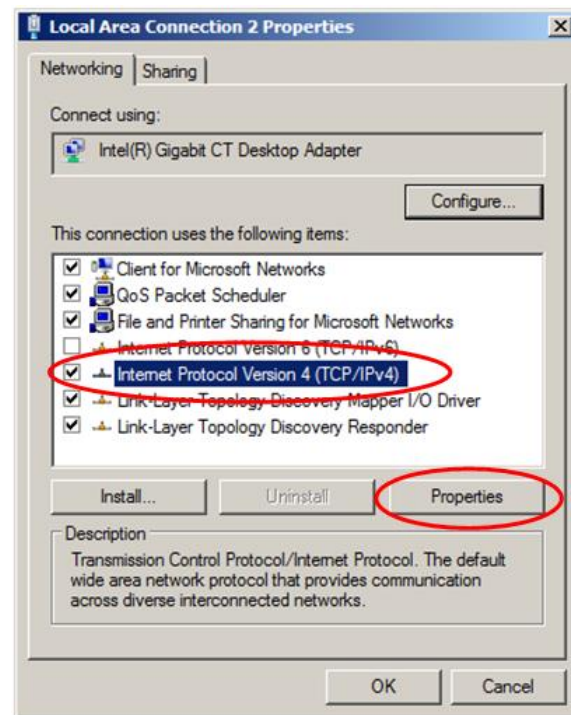 Local Area Connection 2 Properties
Networking
Sharing
Connect using:
Intel(R) Gigabit CT Desktop Adapter
Configure...
This connection uses the following items:
Client for Microsoft Networks
QoS Packet Scheduler
File and Printer Sharing for Microsoft Networks
Internet Protocol Version 6 (TCP/IPv6)
Internet Protocol Version 4 (TCP/IPv4)
Link-Layer Topology Discovery Mapper I/O Driver
Link-Layer Topology Discovery Responder
Install...
Uninstall
Properties
Description
Transmission Control Protocol/Internet Protocol. The default
wide area network protocol that provides communication
across diverse interconnected networks.
OK
Cancel